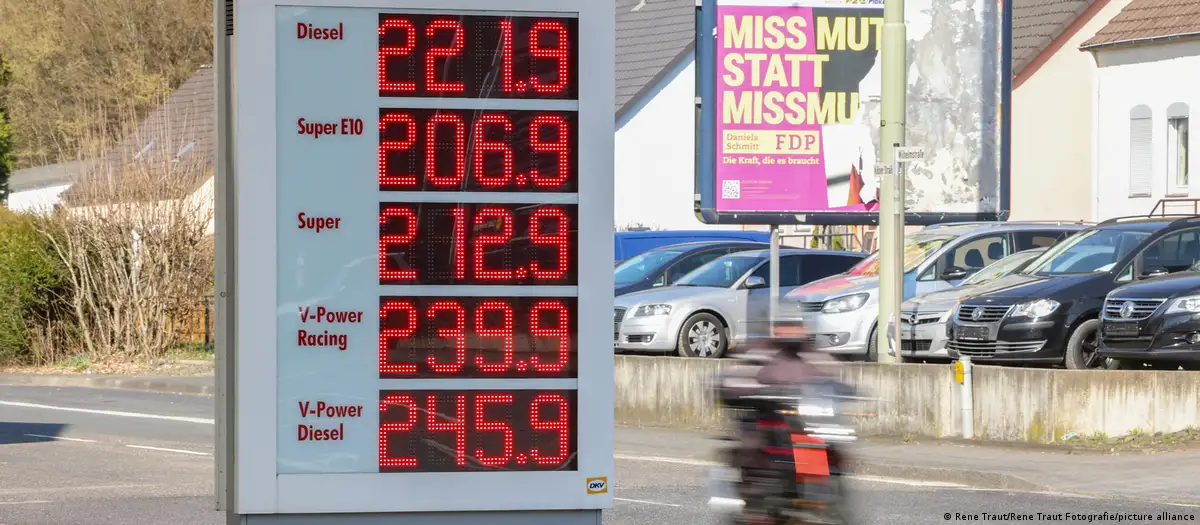 Diesel
221.9
Super E10
206.9
Super
212.9
V-Power
Racing
239.9
V-Power
Diesel
245.9
DKV
MISS MUT
STATT
MISSMU
Daniela
Schmitt
FDP
Die Kraft, die es braucht
Wilhelmstraße
© Rene Traut/Rene Traut Fotografie/picture alliance